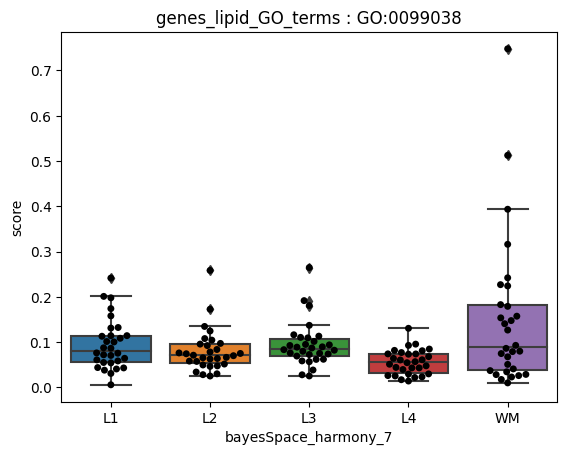 genes_lipid_GO_terms : GO:0099038
score
0.7
0.6
0.5
0.4
0.3
0.2
0.1
0.0
L1 L2 L3 L4 WM
bayesSpace_harmony_7